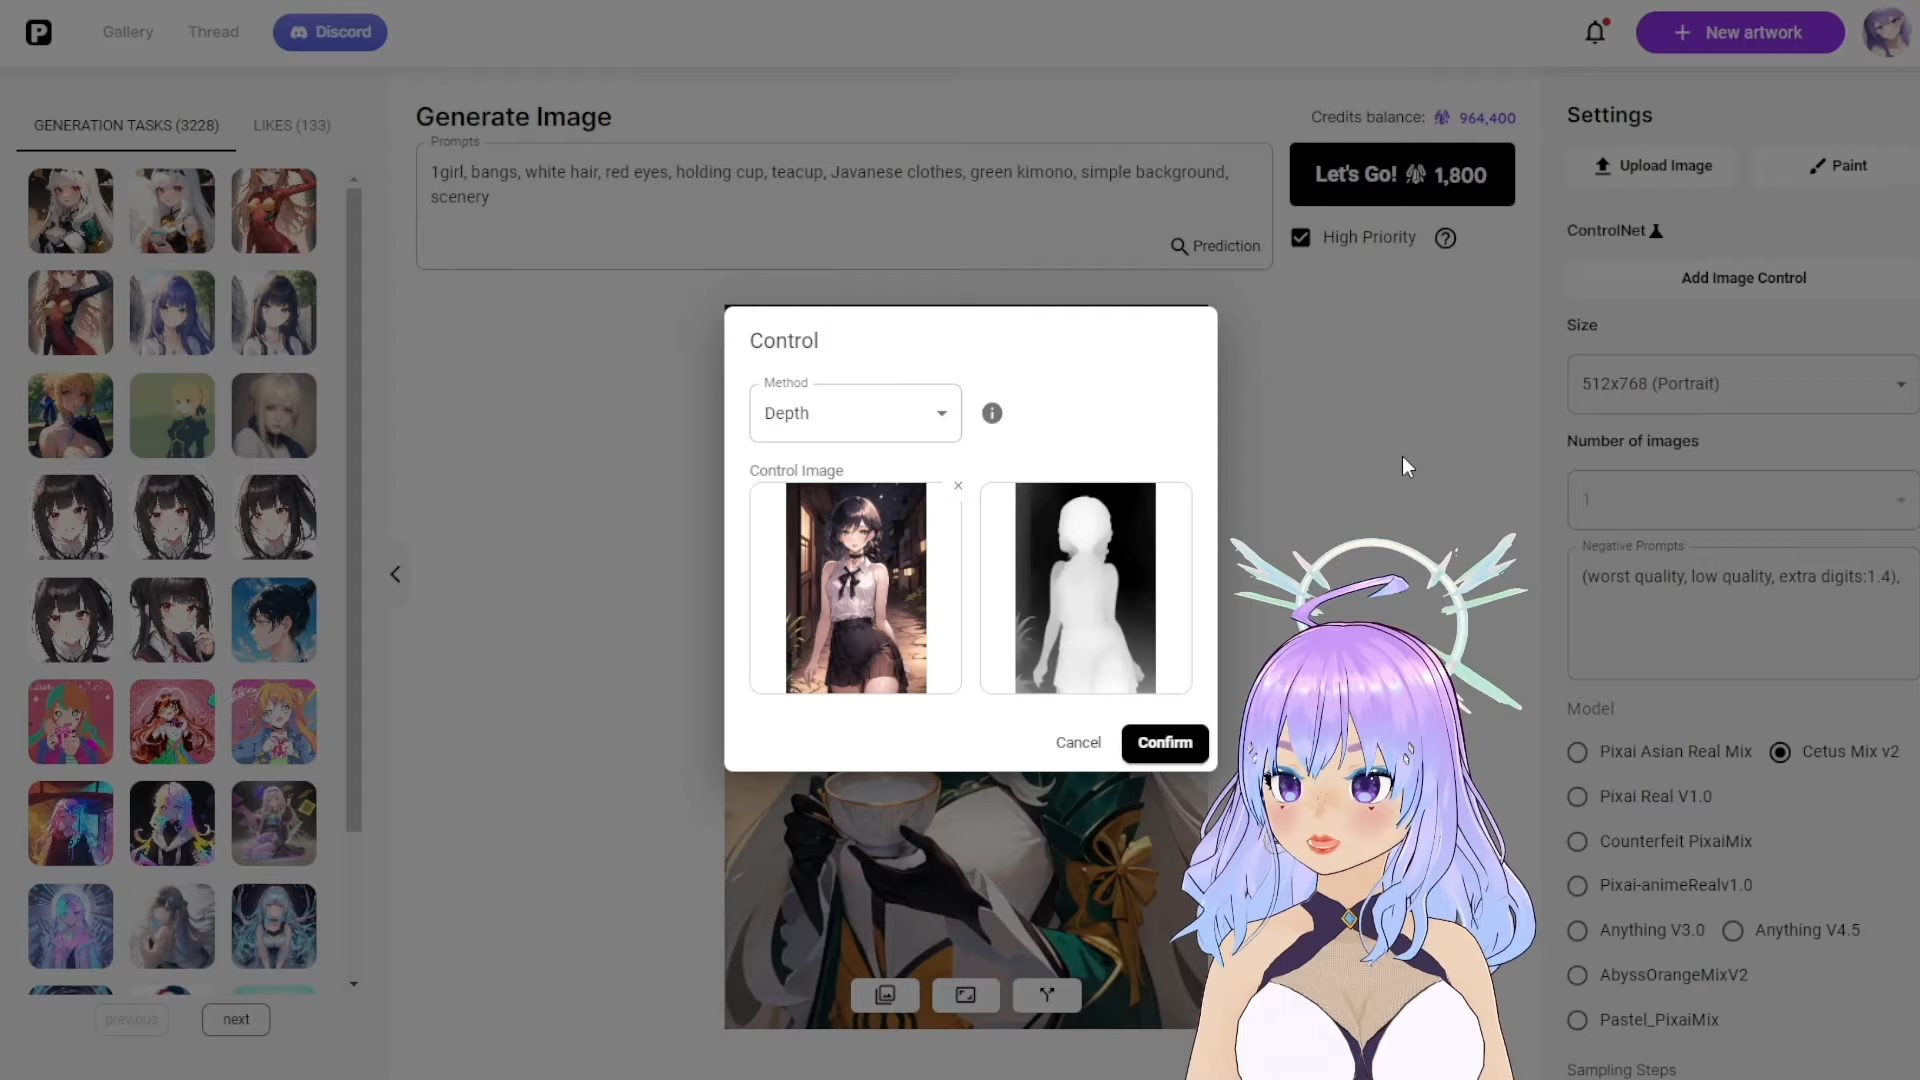 P
Gallery
Thread
Discord
+ New artwork
GENERATION TASKS (3228)
LIKES (133)
previous
next
Generate Image
Credits balance: 964,400
Prompts
1girl, bangs, white hair, red eyes, holding cup, teacup, Javanese clothes, green kimono, simple background,
scenery
Prediction
Let's Go! 1,800
High Priority
Control
Method
Depth
Control Image
Cancel
Confirm
Settings
Upload Image
Paint
ControlNet
Add Image Control
Size
512x768 (Portrait)
Number of images
1
Negative Prompts
(worst quality, low quality, extra digits:1.4),
Model
Pixai Asian Real Mix
Cetus Mix v2
Pixai Real V1.0
Counterfeit PixaiMix
Pixai-animeRealv1.0
Anything V3.0
Anything V4.5
AbyssOrangeMixV2
Pastel_PixaiMix
Sampling Steps